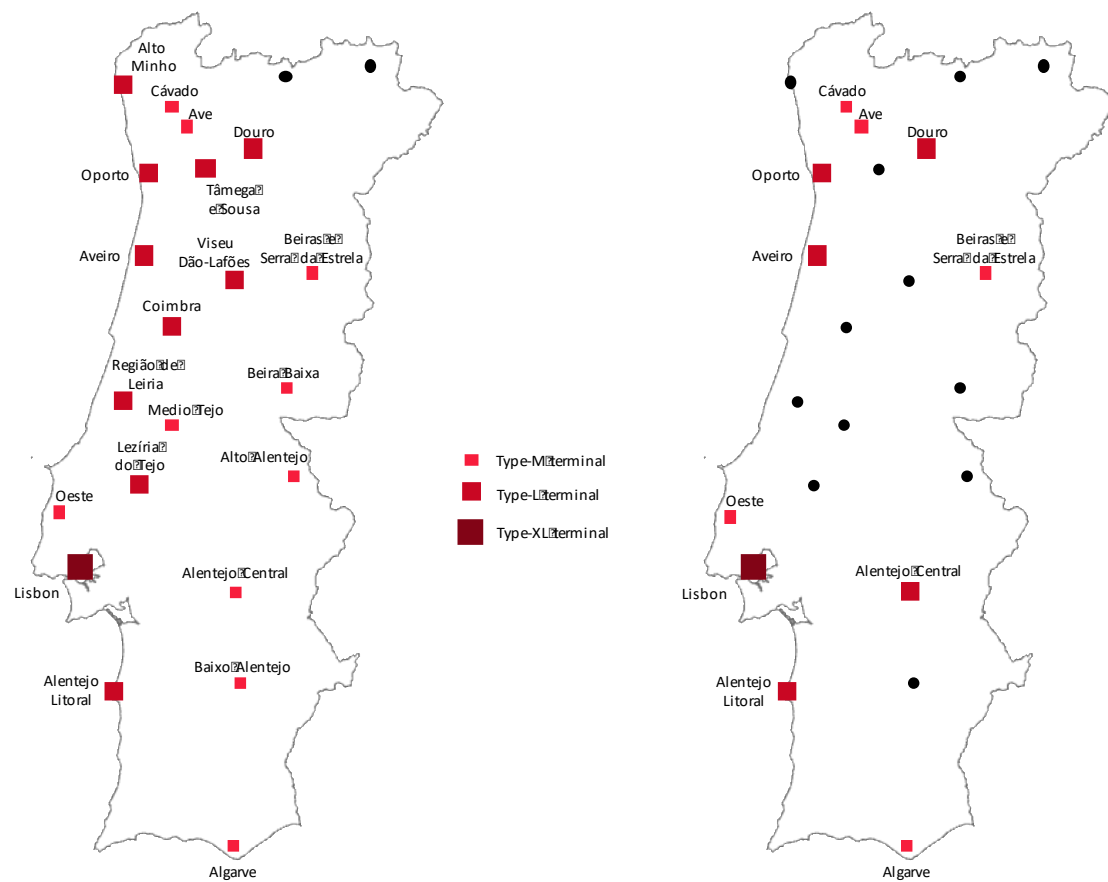 Alto
Minho
Cávado
Ave
Douro
Oporto
Tâmega
e Sousa
Viseu
Dão-Lafões
Beiras e
Serra da Estrela
Aveiro
Coimbra
Região de
Leiria
Beira Baixa
Medio Tejo
Lezíria
do Tejo
Alto Alentejo
Oeste
Lisbon
Alentejo Central
Baixo Alentejo
Alentejo
Litoral
Algarve
Type-M terminal
Type-L terminal
Type-XL terminal
Cávado
Ave
Douro
Oporto
Aveiro
Beiras e
Serra da Estrela
Oeste
Lisbon
Alentejo Central
Alentejo
Litoral
Algarve